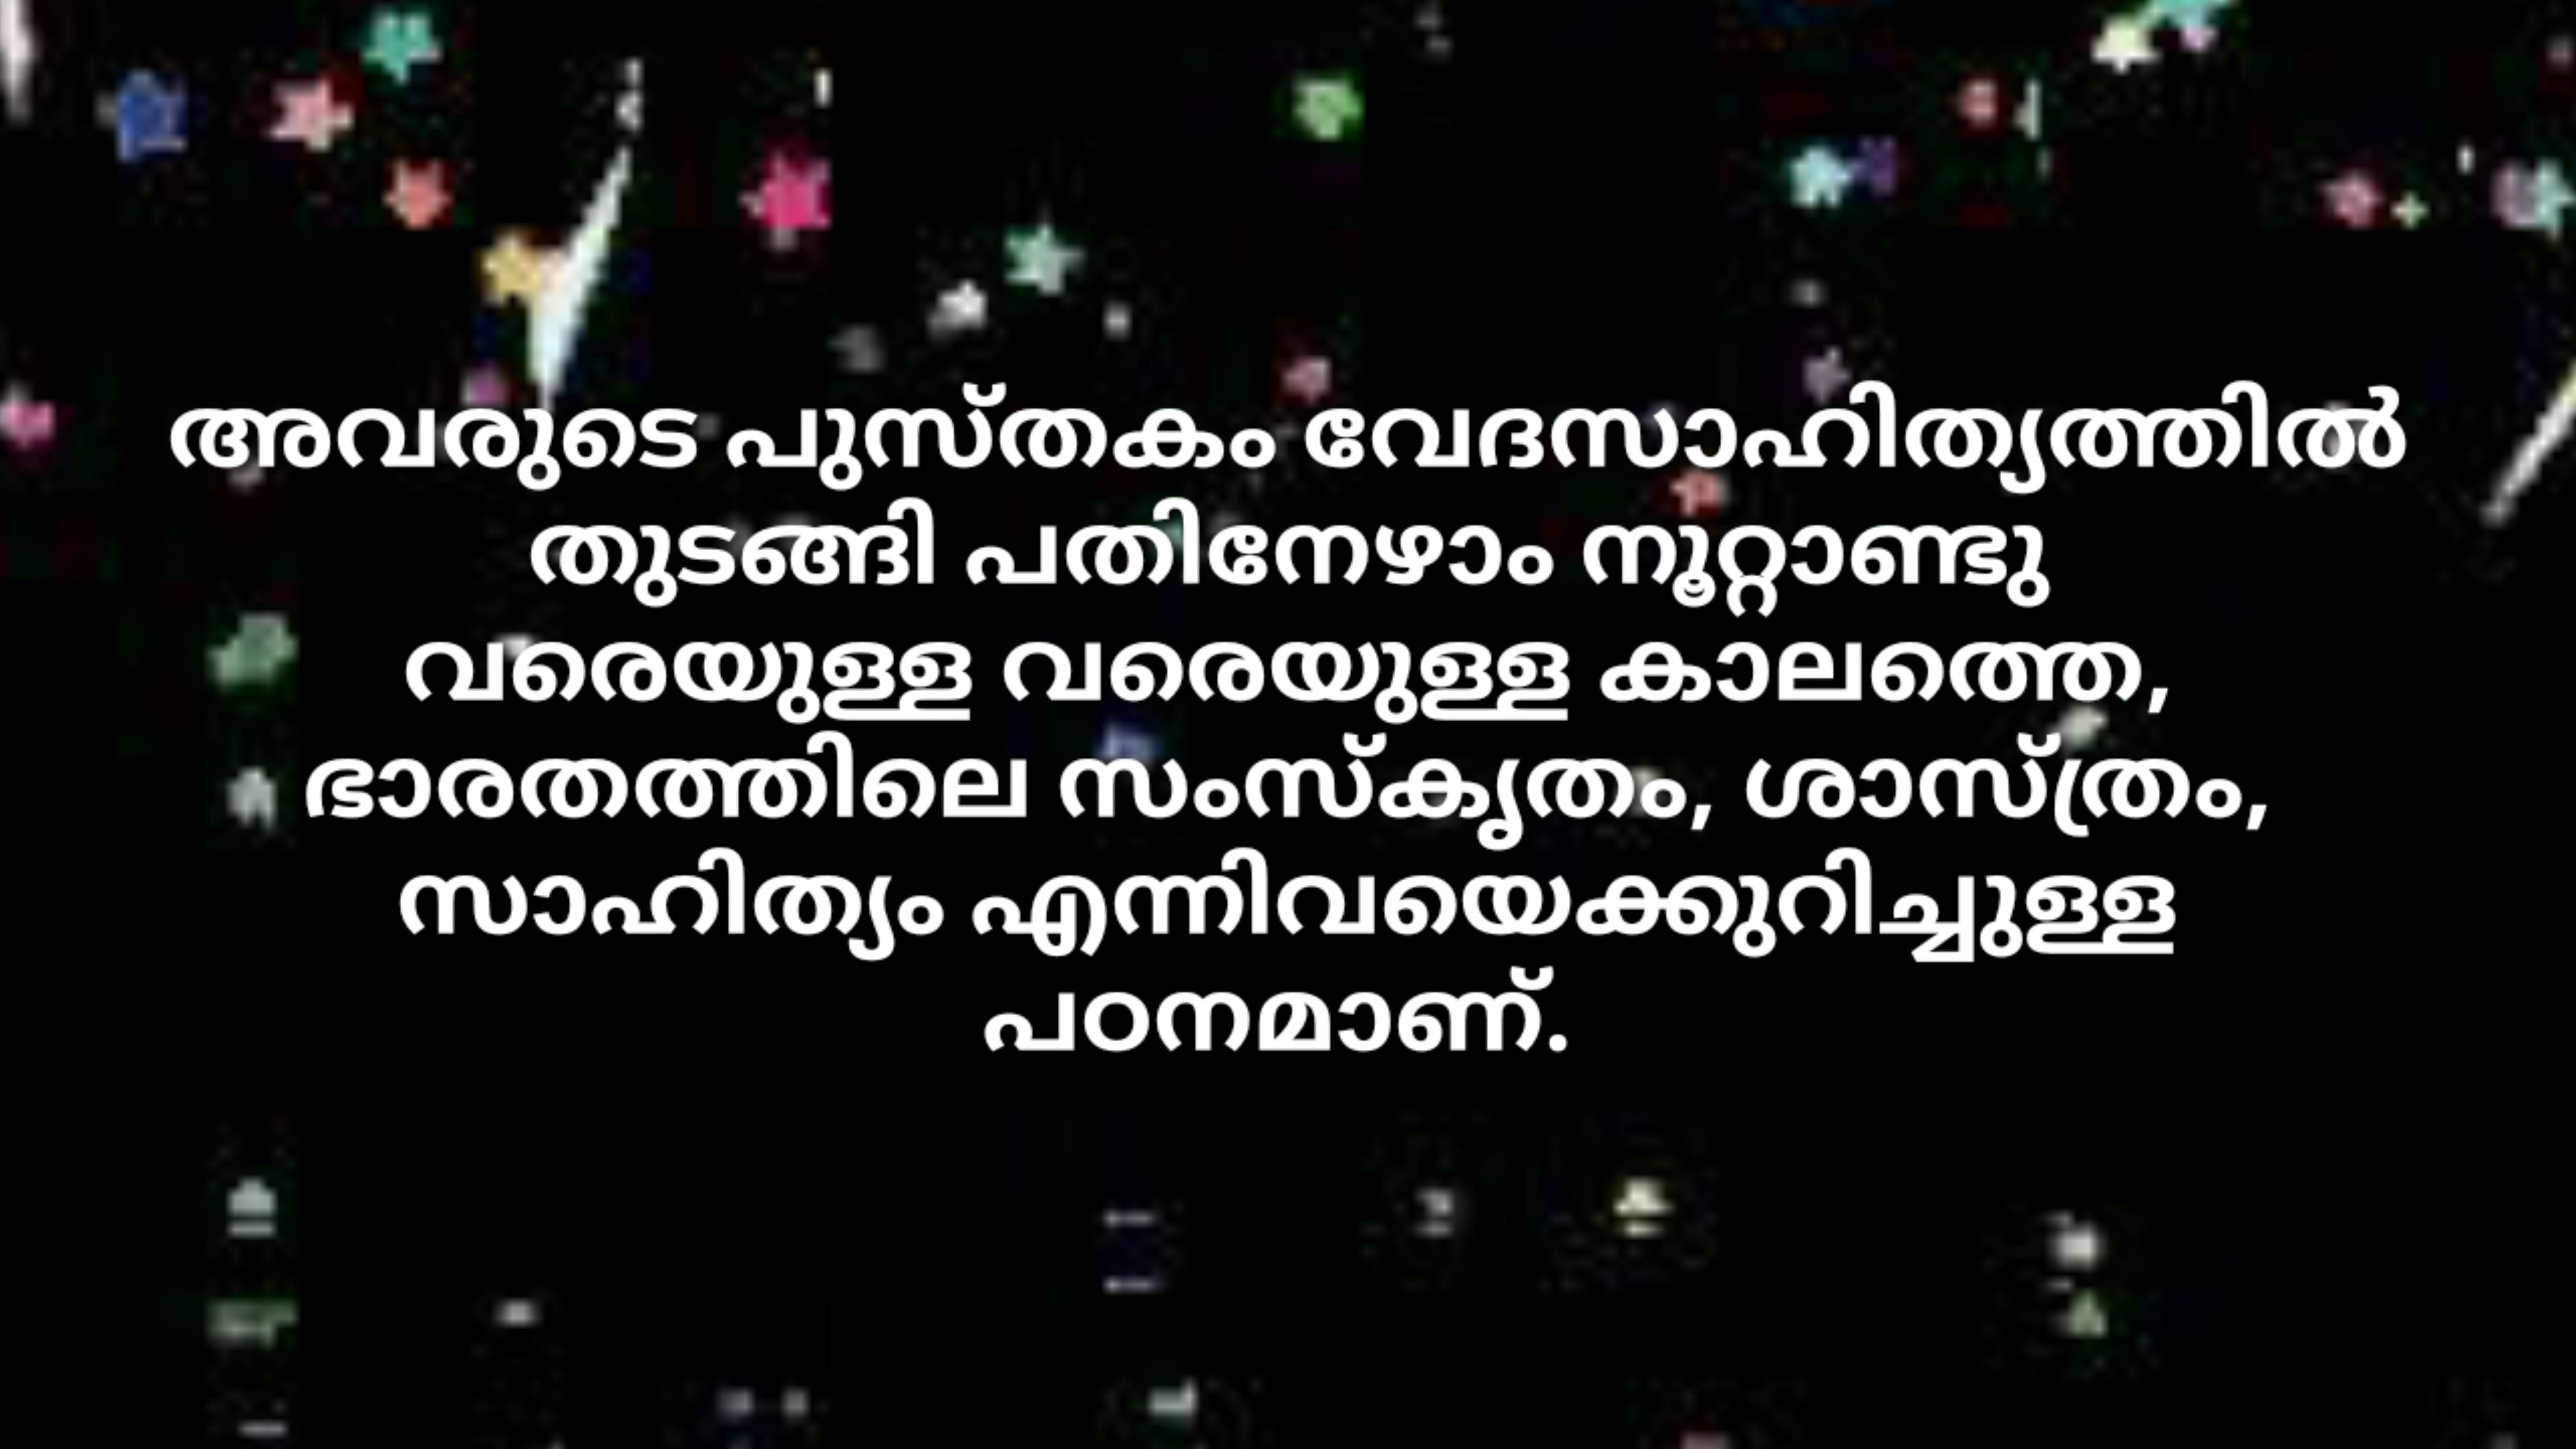 അവരുടെ പുസ്തകം വേദസാഹിത്യത്തിൽ
തുടങ്ങി പതിനേഴാം നൂറ്റാണ്ടു
വരെയുള്ള വരെയുള്ള കാലത്തെ,
ഭാരതത്തിലെ സംസ്കൃതം, ശാസ്ത്രം,
സാഹിത്യം എന്നിവയെക്കുറിച്ചുള്ള
പഠനമാണ്.